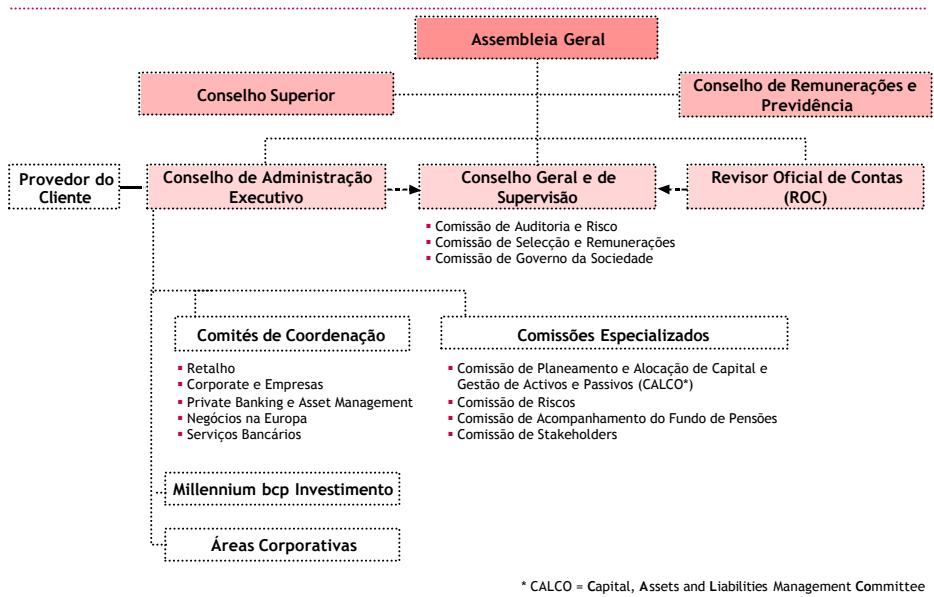 Assembleia Geral
Conselho Superior
Conselho de Remunerações e
Previdência
Provedor do
Cliente
Conselho de Administração
Executivo
Conselho Geral e de
Supervisão
Revisor Oficial de Contas
(ROC)
▪ Comissão de Auditoria e Risco
▪ Comissão de Selecção e Remunerações
▪ Comissão de Governo da Sociedade
Comités de Coordenação
▪ Retalho
▪ Corporate e Empresas
▪ Private Banking e Asset Management
▪ Negócios na Europa
▪ Serviços Bancários
Comissões Especializados
▪ Comissão de Planeamento e Alocação de Capital e
Gestão de Activos e Passivos (CALCO*)
▪ Comissão de Riscos
▪ Comissão de Acompanhamento do Fundo de Pensões
▪ Comissão de Stakeholders
Millennium bcp Investimento
Áreas Corporativas
* CALCO = Capital, Assets and Liabilities Management Committee